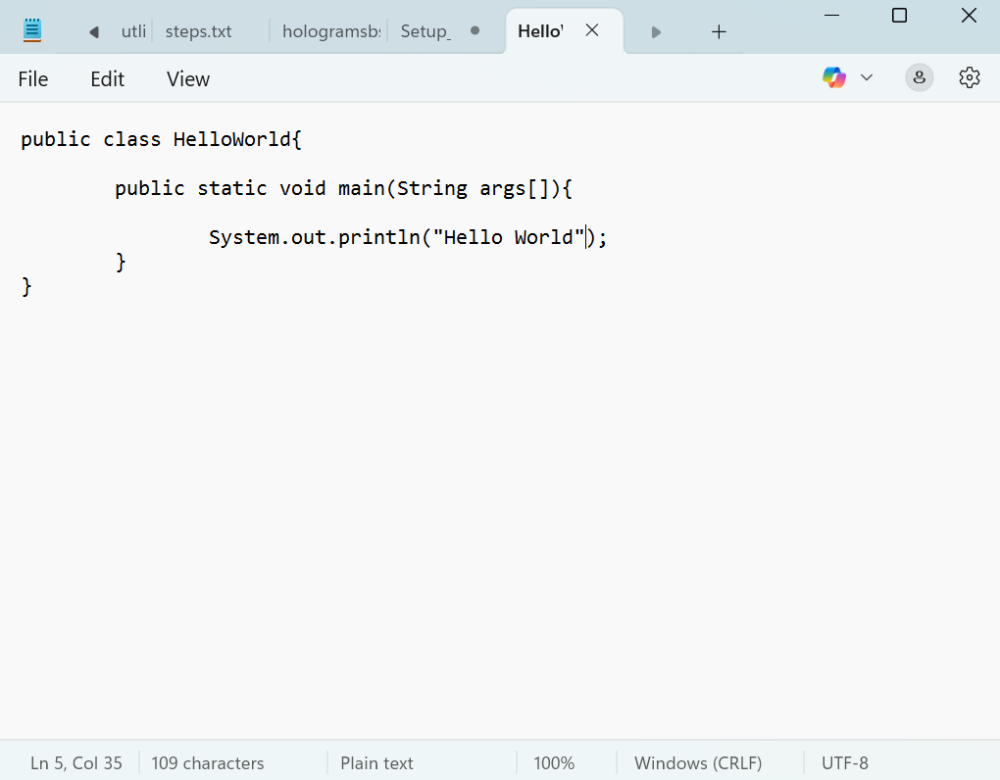 utli steps.txt hologramsb Setup_ Hello
File Edit View
public class HelloWorld{
public static void main(String args[]){
System.out.println("Hello World");
}
}
Ln 5, Col 35 109 characters Plain text 100% Windows (CRLF) UTF-8